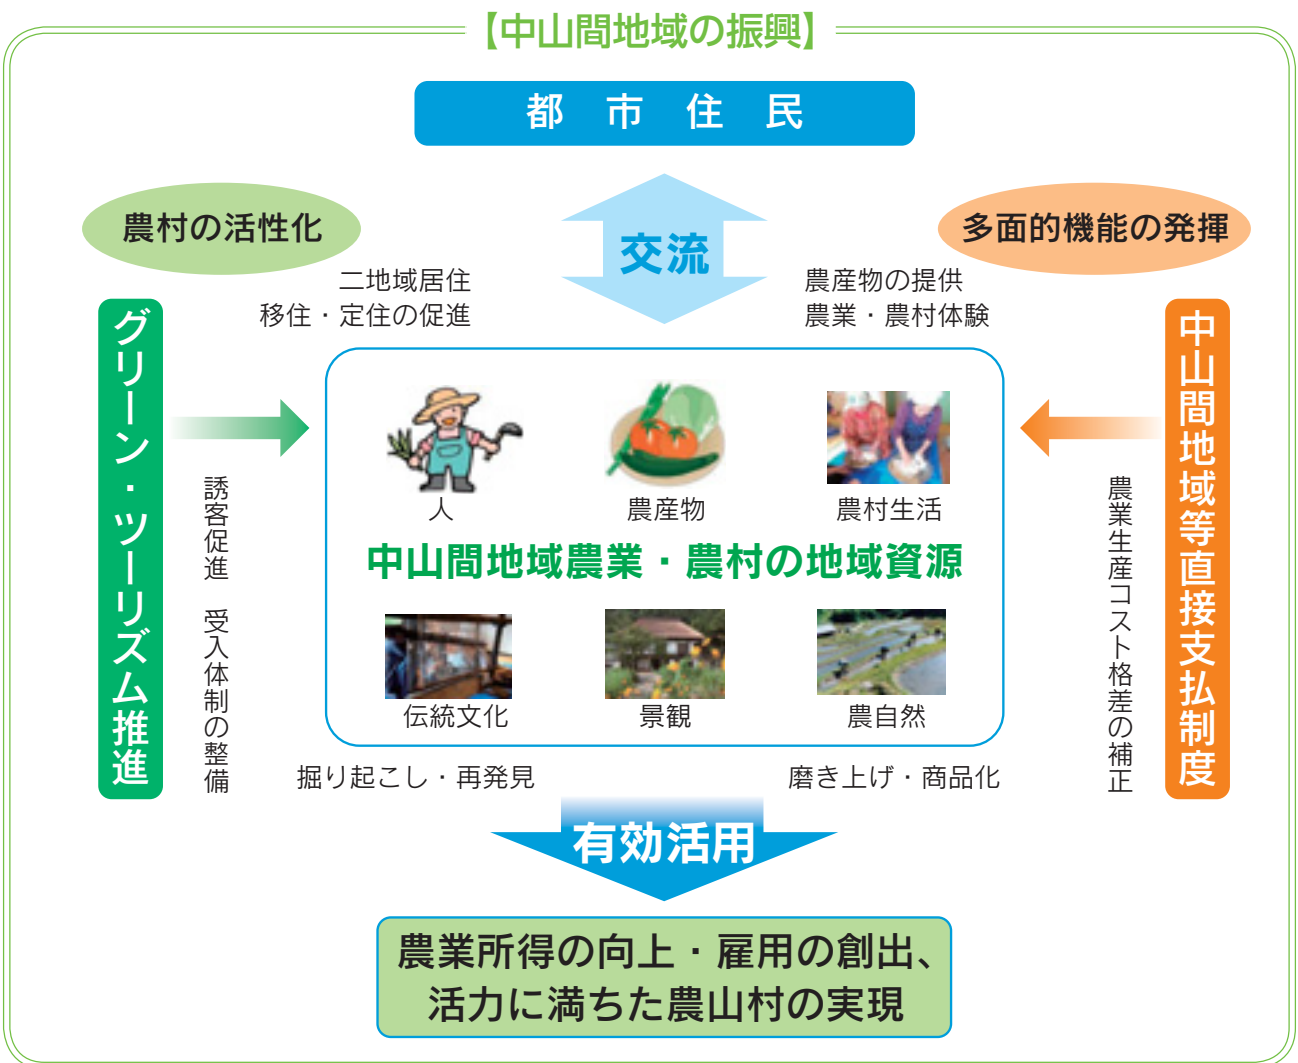 【中山間地域の振興】
都市住民
農村の活性化
多面的機能の発揮
交流
二地域居住
移住・定住の促進
農産物の提供
農業・農村体験
グリーン・ツーリズム推進
誘客促進 受入体制の整備
中山間地域等直接支払制度
農業生産コスト格差の補正
人
農産物
農村生活
中山間地域農業・農村の地域資源
伝統文化
景観
農自然
掘り起こし・再発見
磨き上げ・商品化
有効活用
農業所得の向上・雇用の創出、
活力に満ちた農山村の実現